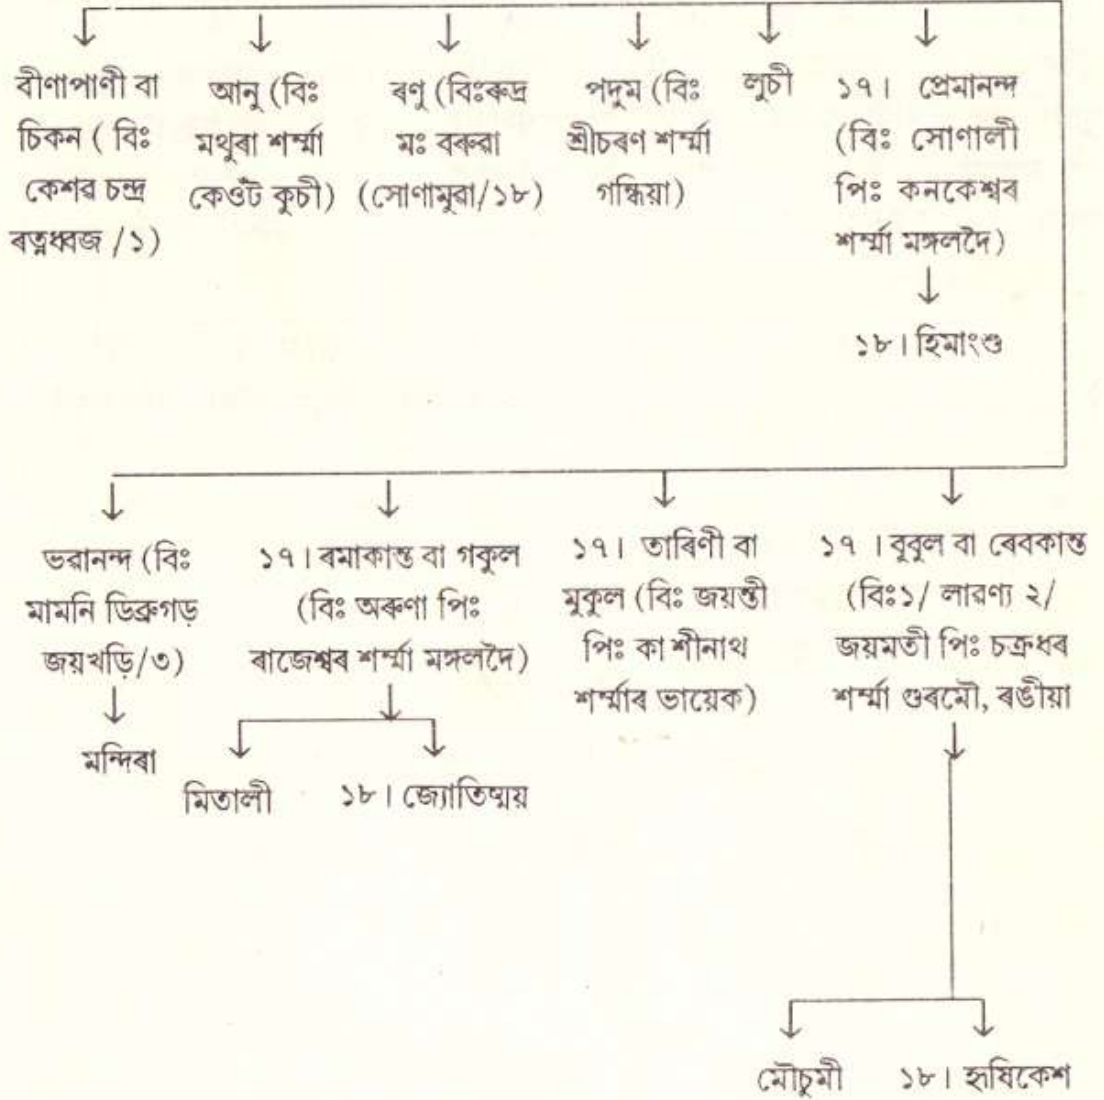 বীণাপাণী বা
চিকন ( বিঃ
কেশৱ চন্দ্ৰ
ৰত্নধ্বজ /১)
আনু (বিঃ
মথুৰা শৰ্ম্মা
কেওঁট কুচী)
ৰণু (বিঃৰুদ্ৰ
মঃ বৰুৱা
(সোণামুৱা/১৮)
পদুম (বিঃ
শ্ৰীচৰণ শৰ্ম্মা
গন্ধিয়া)
লুচী
১৭। প্ৰেমানন্দ
(বিঃ সোণালী
পিঃ কনকেশ্বৰ
শৰ্ম্মা মঙ্গলদৈ)
১৮। হিমাংশু
ভৱানন্দ (বিঃ
মামনি ডিব্ৰুগড়
জয়খড়ি/৩)
মন্দিৰা
১৭। ৰমাকান্ত বা গকুল
(বিঃ অৰুণা পিঃ
ৰাজেশ্বৰ শৰ্ম্মা মঙ্গলদৈ)
মিতালী
১৮। জ্যোতিষ্ময়
১৭। তাৰিণী বা
মুকুল (বিঃ জয়ন্তী
পিঃ কাশীনাথ
শৰ্ম্মাৰ ভায়েক)
১৭ । বুবুল বা ৰেবকান্ত
(বিঃ১/ লাৱণ্য ২/
জয়মতী পিঃ চক্ৰধৰ
শৰ্ম্মা গুৰমৌ, ৰঙীয়া
মৌচুমী
১৮। হৃষিকেশ